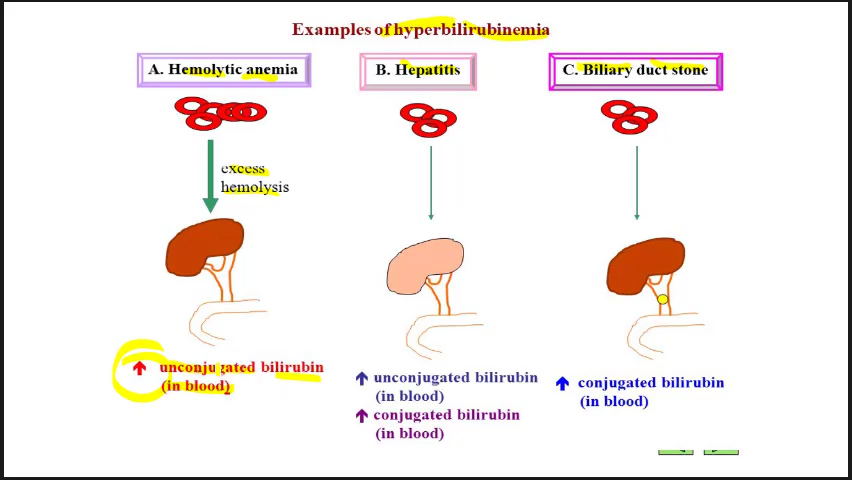 Examples of hyperbilirubinemia
A. Hemolytic anemia
B. Hepatitis
C. Biliary duct stone
excess
hemolysis
unconjugated bilirubin
(in blood)
unconjugated bilirubin
(in blood)
conjugated bilirubin
(in blood)
conjugated bilirubin
(in blood)